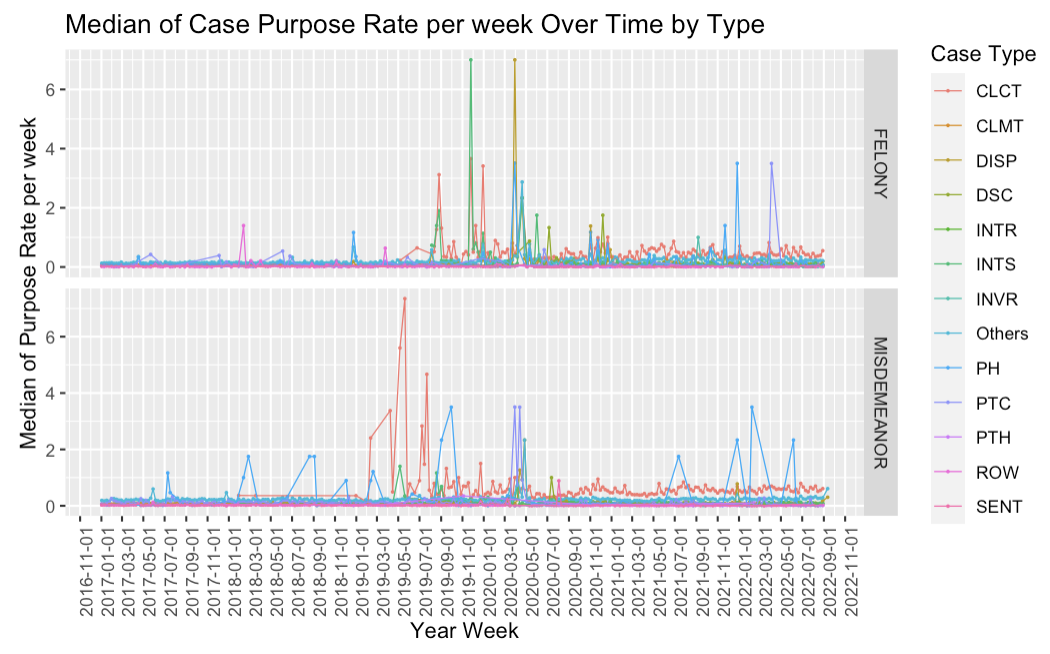 Median of Case Purpose Rate per week Over Time by Type
Median of Purpose Rate per week
6
4
2
0
FELONY
6
4
2
0
MISDEMEANOR
2016-11-01
2017-01-01
2017-03-01
2017-05-01
2017-07-01
2017-09-01
2017-11-01
2018-01-01
2018-03-01
2018-05-01
2018-07-01
2018-09-01
2018-11-01
2019-01-01
2019-03-01
2019-05-01
2019-07-01
2019-09-01
2019-11-01
2020-01-01
2020-03-01
2020-05-01
2020-07-01
2020-09-01
2020-11-01
2021-01-01
2021-03-01
2021-05-01
2021-07-01
2021-09-01
2021-11-01
2022-01-01
2022-03-01
2022-05-01
2022-07-01
2022-09-01
2022-11-01
Year Week
Case Type
CLCT
CLMT
DISP
DSC
INTR
INTS
INVR
Others
PH
PTC
PTH
ROW
SENT